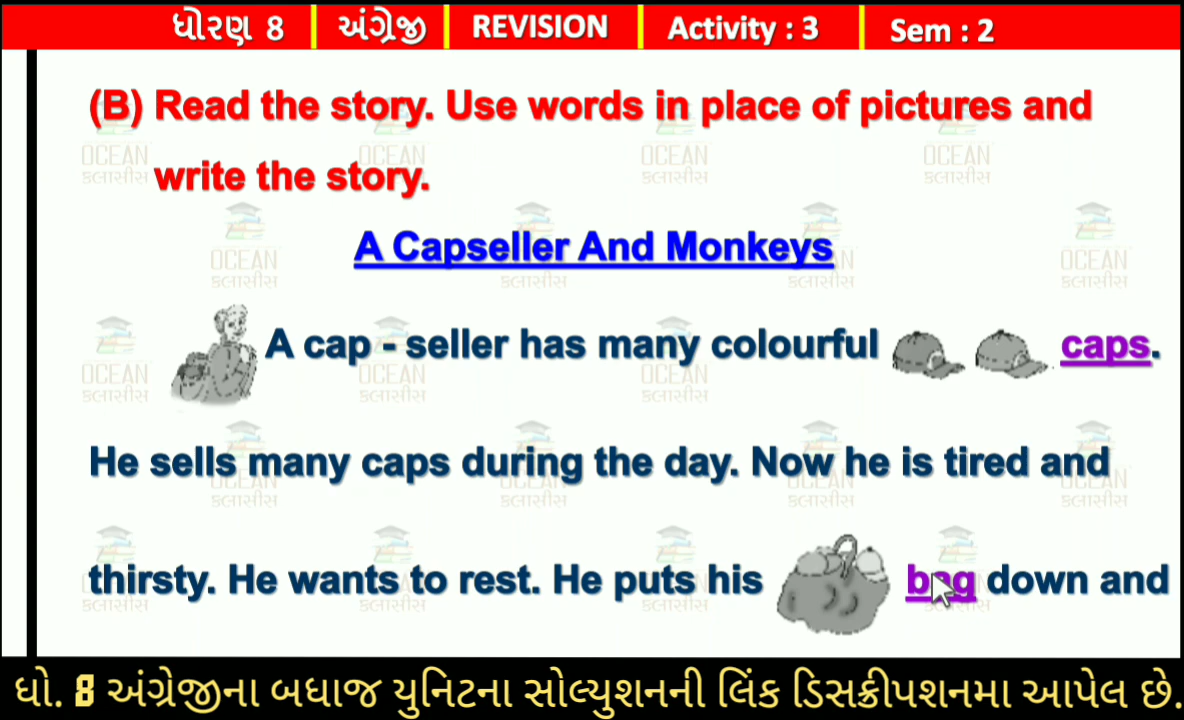 ધોરણ 8 અંગ્રેજી REVISION Activity : 3 Sem : 2
(B) Read the story. Use words in place of pictures and
write the story.
A Capseller And Monkeys
A cap - seller has many colourful caps.
He sells many caps during the day. Now he is tired and
thirsty. He wants to rest. He puts his bag down and
ધો. 8 અંગ્રેજીના બધાજ યુનિટના સોલ્યુશનની લિંક ડિસક્રીપશનમા આપેલ છે.
OCEAN
કલાસીસ